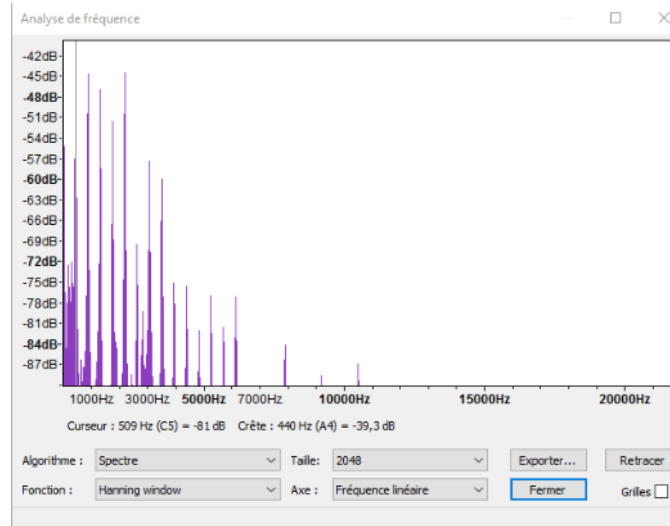 Analyse de fréquence
-42dB-
-45dB-
-48dB-
-51dB-
-54dB-
-57dB-
-60dB-
-63dB-
-66dB-
-69dB-
-72dB-
-75dB-
-78dB-
-81dB-
-84dB-
-87dB-
1000Hz 3000Hz 5000Hz 7000Hz 10000Hz 15000Hz 20000Hz
Curseur : 509 Hz (C5) = -81 dB Crête : 440 Hz (A4) = -39,3 dB
Algorithme : Spectre Taille: 2048 Exporter... Retracer
Fonction : Hanning window Axe : Fréquence linéaire Fermer Grilles